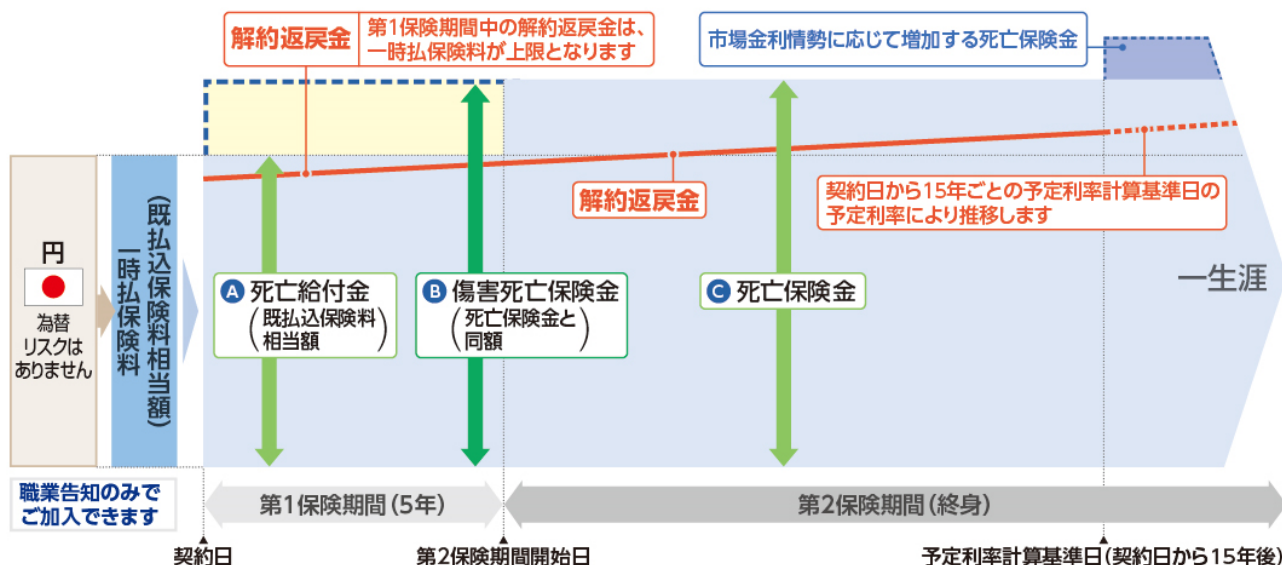 解約返戻金
第1保険期間中の解約返戻金は、
一時払保険料が上限となります
市場金利情勢に応じて増加する死亡保険金
解約返戻金
契約日から15年ごとの予定利率計算基準日の
予定利率により推移します
円
為替
リスクは
ありません
一時払保険料
(既払込保険料相当額)
A 死亡給付金
(既払込保険料
相当額)
B 傷害死亡保険金
(死亡保険金と
同額)
C 死亡保険金
一生涯
職業告知のみで
ご加入できます
第1保険期間(5年)
第2保険期間(終身)
契約日
第2保険期間開始日
予定利率計算基準日(契約日から15年後)